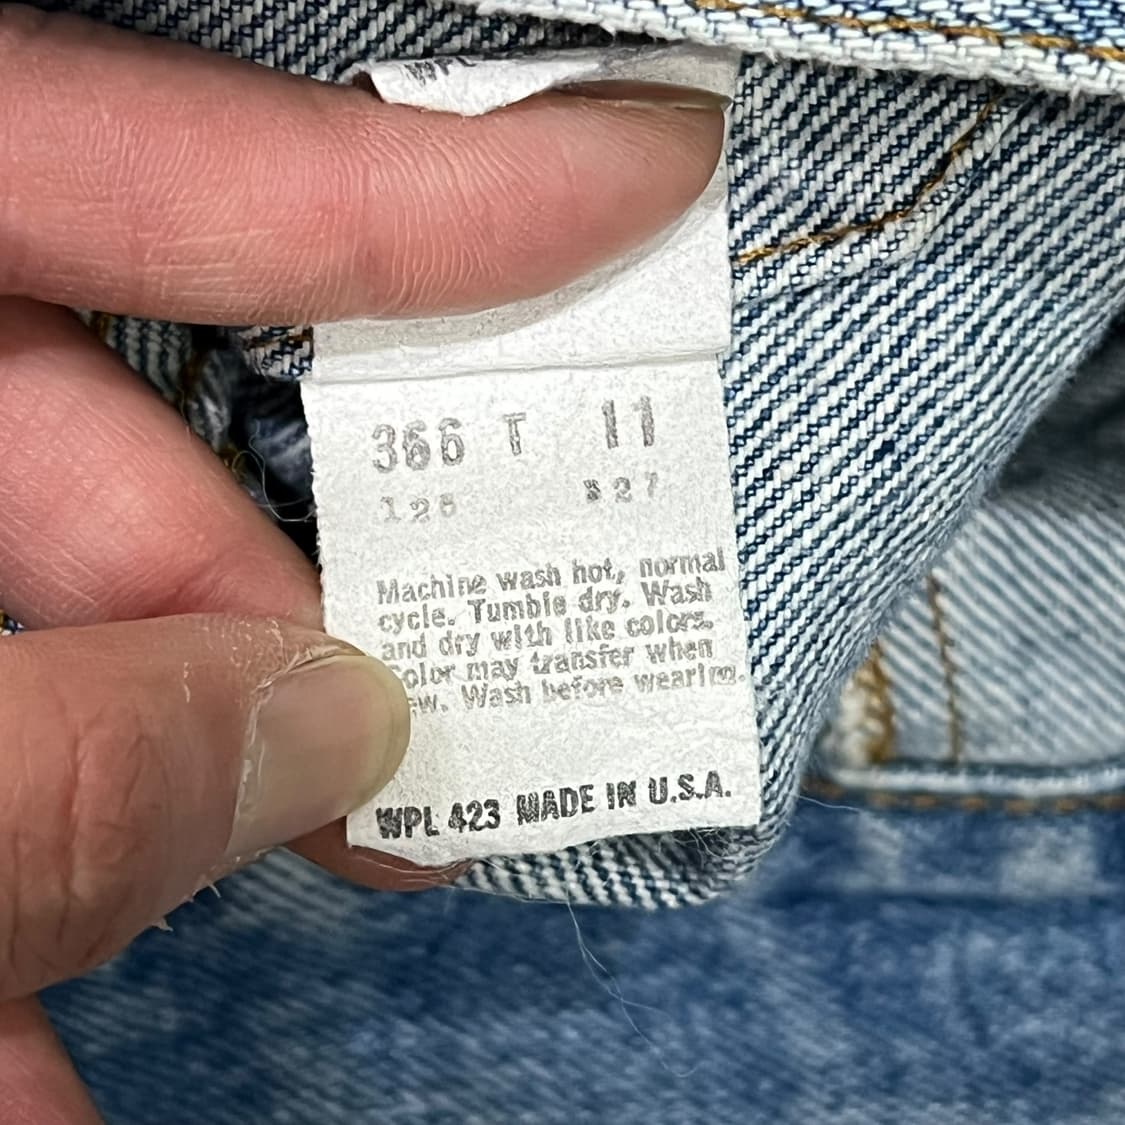 WPL
366 T 11
126 527
Machine wash hot, normal
cycle. Tumble dry. Wash
and dry with like colors.
Color may transfer when
ew. Wash before wearing.
WPL 423 MADE IN U.S.A.